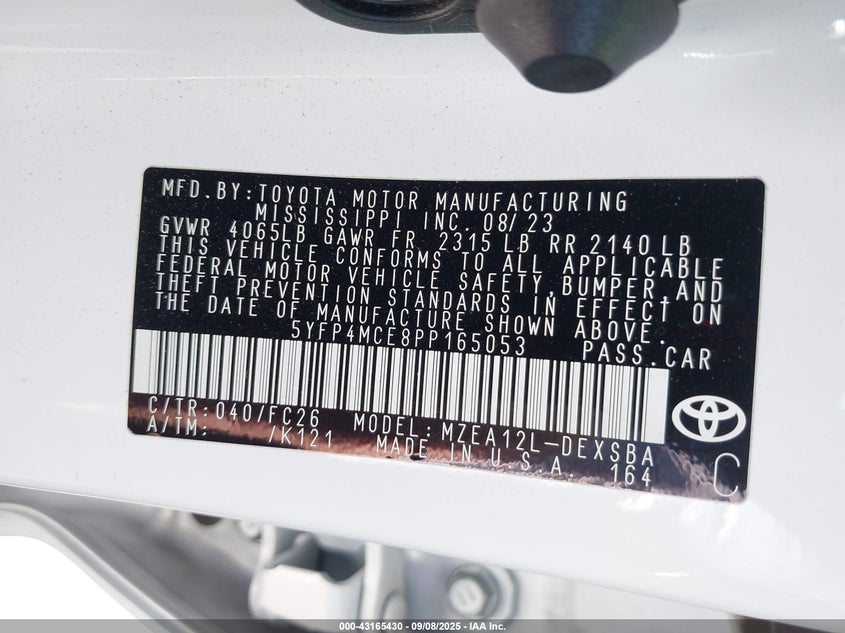 MFD.BY:TOYOTA MOTOR MANUFACTURING
MISSISSIPPI INC. 08/23
GVWR 4065LB GAWR FR 2315 LB RR 2140 LB
THIS VEHICLE CONFORMS TO ALL APPLICABLE
FEDERAL MOTOR VEHICLE SAFETY, BUMPER, AND
THEFT PREVENTION STANDARDS IN EFFECT ON
THE DATE OF MANUFACTURE SHOWN ABOVE.
5YFP4MCE8PP165053 PASS.CAR
C/TR: 040/FC26 MODEL: MZEA12L-DEXSBA
A/TM: /K121 MADE IN U.S.A. 164
C
000-43165430 - 09/08/2025 - IAA Inc.